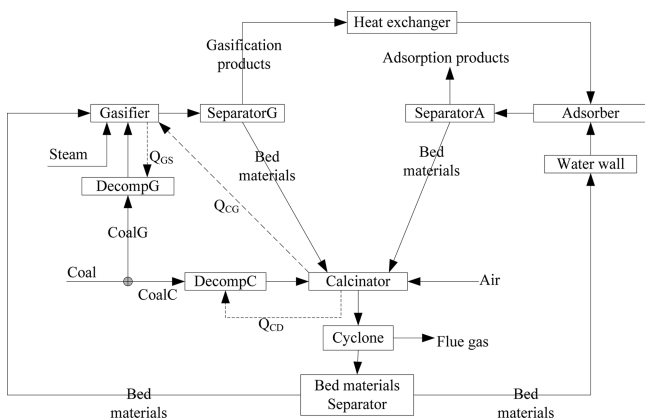 Heat exchanger
Gasification
products
Adsorption products
Gasifier
SeparatorG
SeparatorA
Adsorber
Steam
QGS
Bed
materials
Bed
materials
Water wall
DecompG
QCG
CoalG
Coal
CoalC
DecompC
Calcinator
Air
QCD
Cyclone
Flue gas
Bed materials
Separator
Bed
materials
Bed
materials